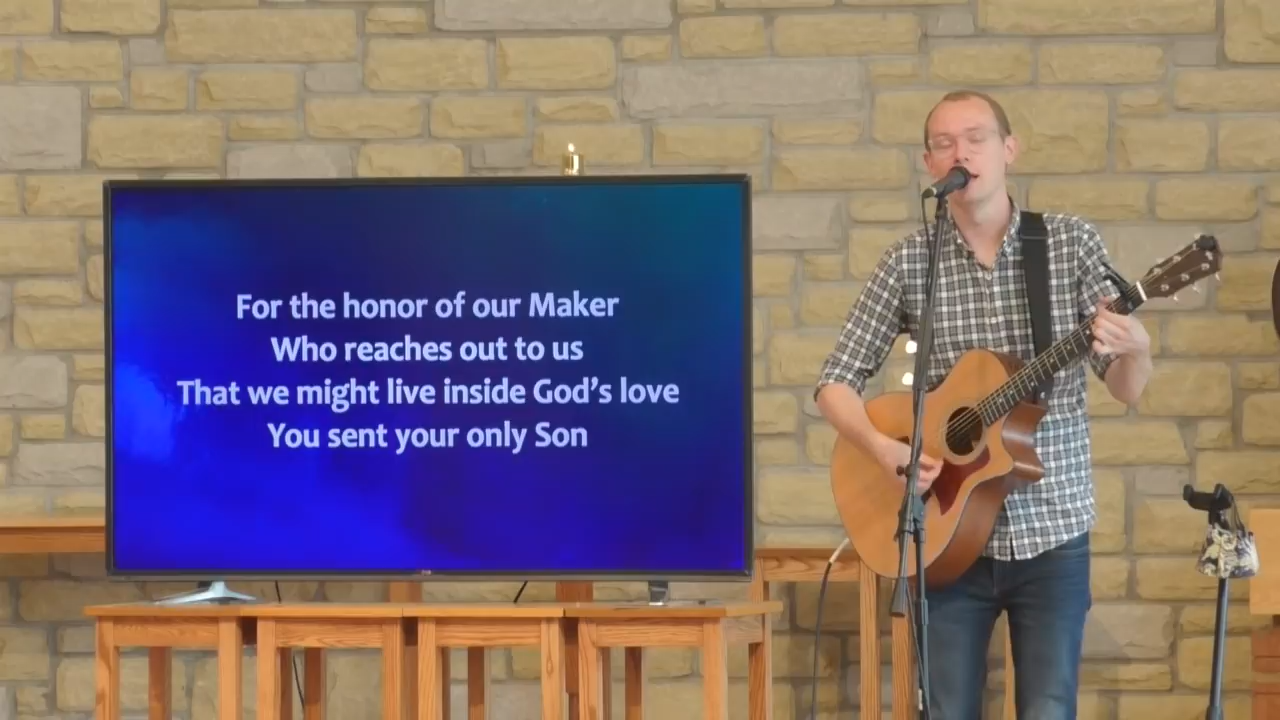 For the honor of our Maker
Who reaches out to us
That we might live inside God’s love
You sent your only Son